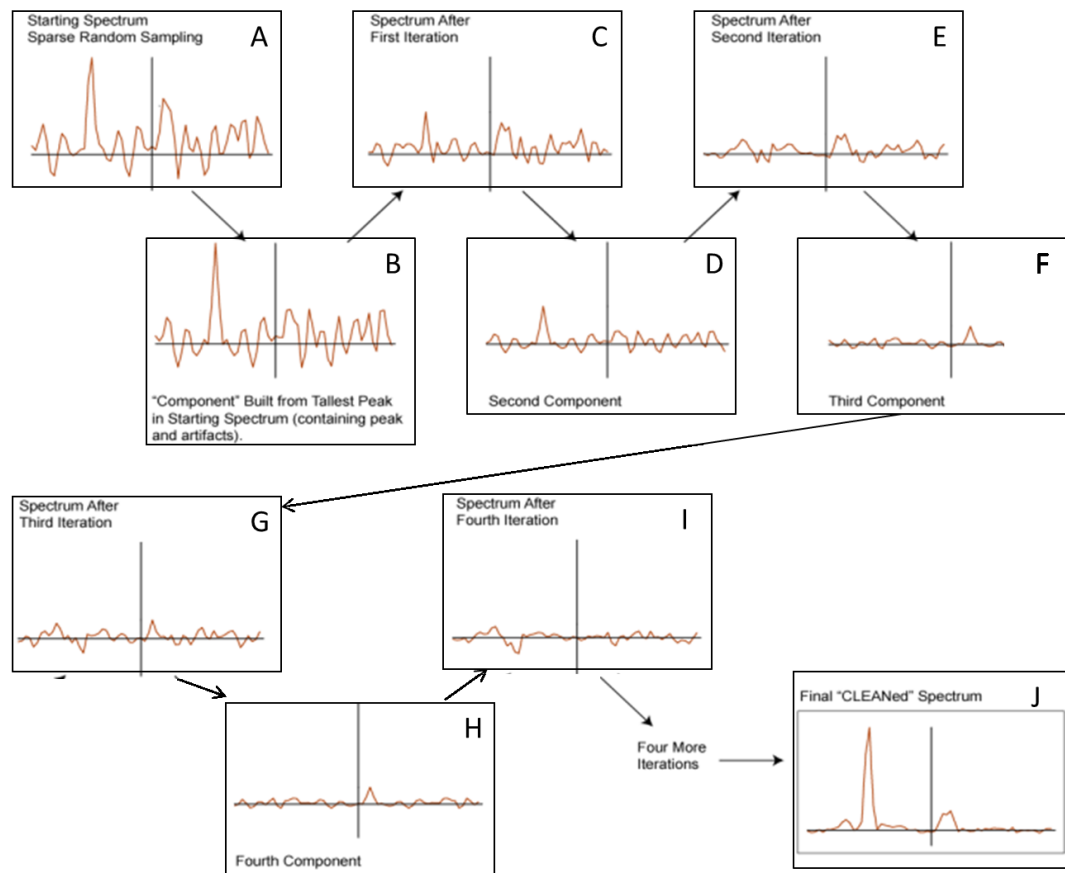 Starting Spectrum
Sparse Random Sampling
A
Spectrum After
First Iteration
C
Spectrum After
Second Iteration
E
B
"Component" Built from Tallest Peak
in Starting Spectrum (containing peak
and artifacts).
D
Second Component
F
Third Component
Spectrum After
Third Iteration
G
Spectrum After
Fourth Iteration
I
H
Fourth Component
Four More
Iterations
Final "CLEANed" Spectrum
J